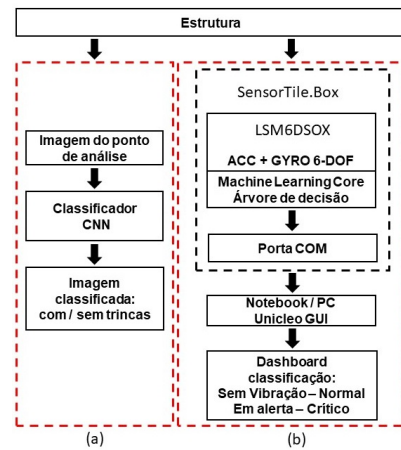 Estrutura
Imagem do ponto
de análise
Classificador
CNN
Imagem
classificada:
com / sem trincas
(a)
SensorTile.Box
LSM6DSOX
ACC + GYRO 6-DOF
Machine Learning Core
Árvore de decisão
Porta COM
Notebook / PC
Unicleo GUI
Dashboard
classificação:
Sem Vibração – Normal
Em alerta – Crítico
(b)